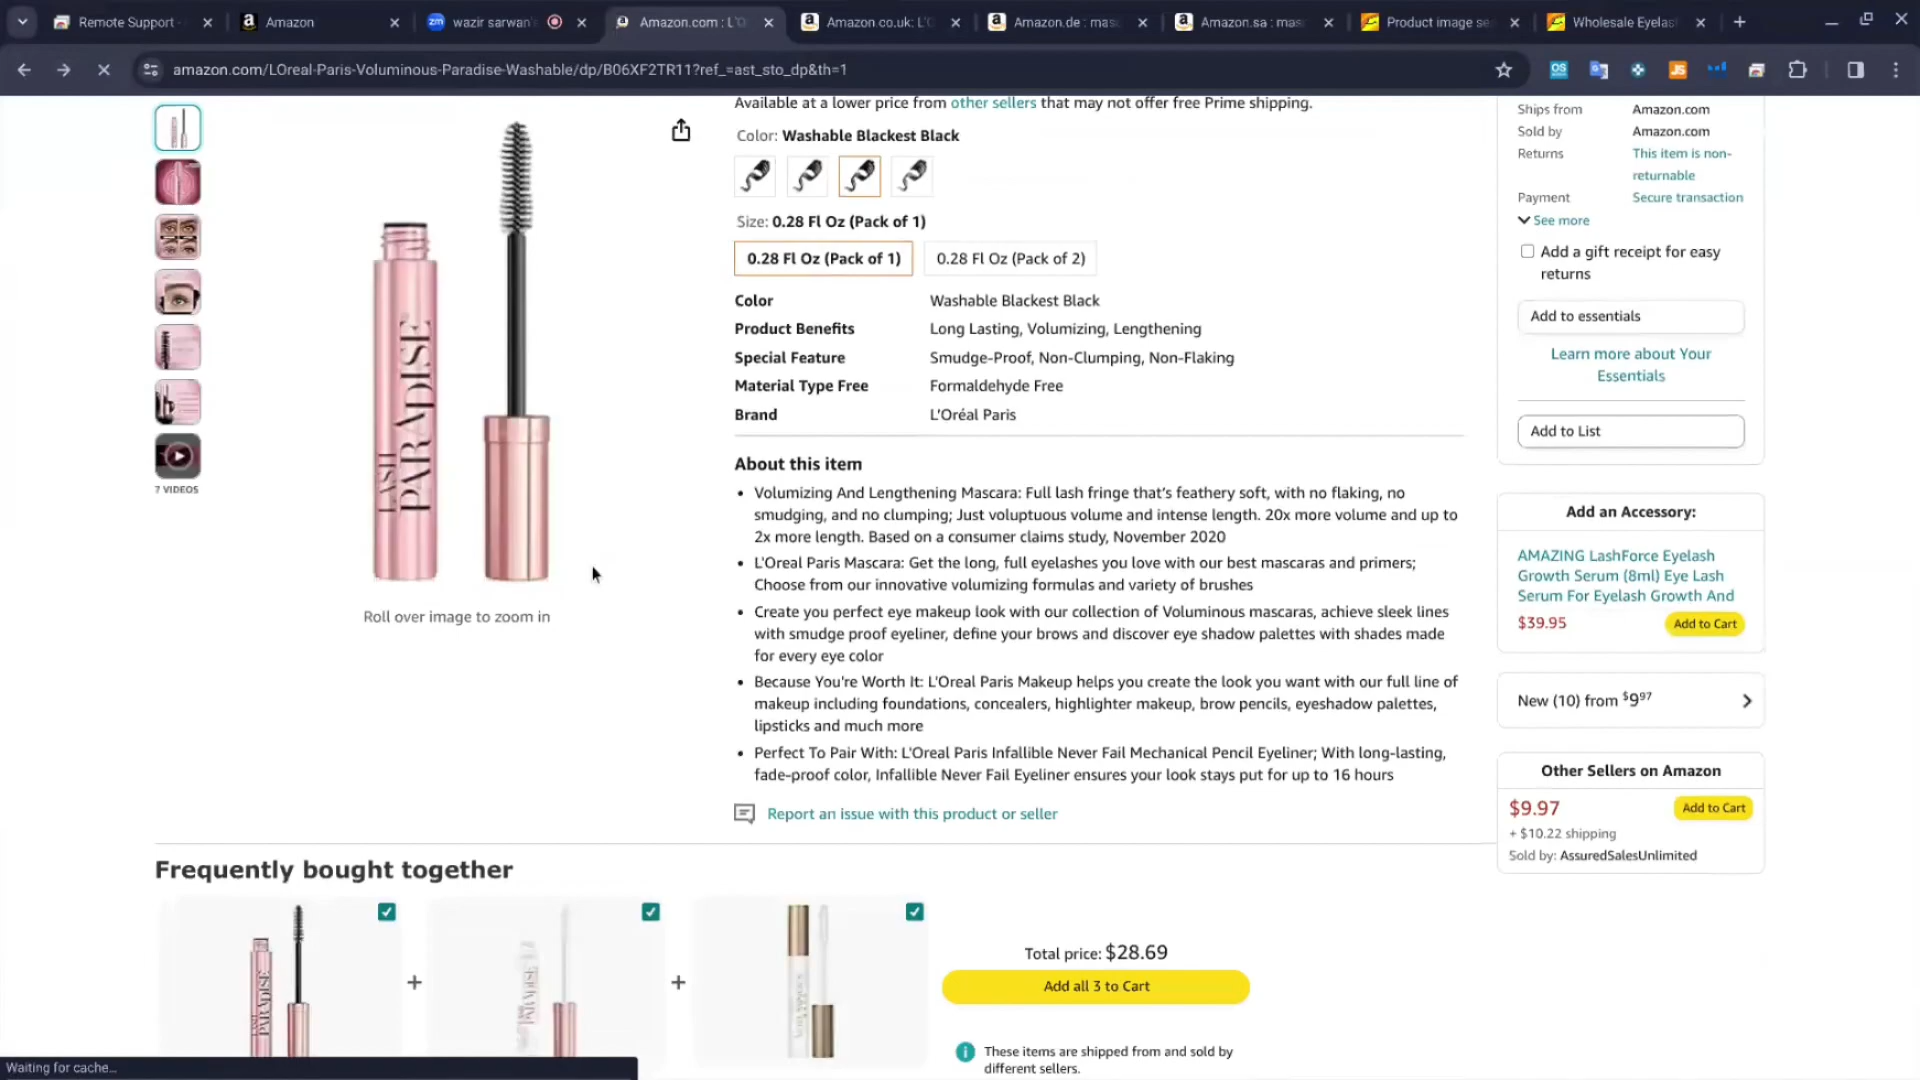 Remote Support -
Amazon
zm
wazir sarwan'
Amazon.com : L'O
Amazon.co.uk: L'O
Amazon.de : masc
Amazon.sa : mas
Product image se
Wholesale Eyelas
amazon.com/LOreal-Paris-Voluminous-Paradise-Washable/dp/B06XF2TR11?ref_=ast_sto_dp&th=1
Available at a lower price from other sellers that may not offer free Prime shipping.
Color: Washable Blackest Black
Size: 0.28 Fl Oz (Pack of 1)
0.28 Fl Oz (Pack of 1)
0.28 Fl Oz (Pack of 2)
Color Washable Blackest Black
Product Benefits Long Lasting, Volumizing, Lengthening
Special Feature Smudge-Proof, Non-Clumping, Non-Flaking
Material Type Free Formaldehyde Free
Brand L'Oréal Paris
7 VIDEOS
LASH
PARADISE
Roll over image to zoom in
About this item
• Volumizing And Lengthening Mascara: Full lash fringe that's feathery soft, with no flaking, no
smudging, and no clumping; Just voluptuous volume and intense length. 20x more volume and up to
2x more length. Based on a consumer claims study, November 2020
• L'Oreal Paris Mascara: Get the long, full eyelashes you love with our best mascaras and primers;
Choose from our innovative volumizing formulas and variety of brushes
• Create you perfect eye makeup look with our collection of Voluminous mascaras, achieve sleek lines
with smudge proof eyeliner, define your brows and discover eye shadow palettes with shades made
for every eye color
• Because You're Worth It: L'Oreal Paris Makeup helps you create the look you want with our full line of
makeup including foundations, concealers, highlighter makeup, brow pencils, eyeshadow palettes,
lipsticks and much more
• Perfect To Pair With: L'Oreal Paris Infallible Never Fail Mechanical Pencil Eyeliner; With long-lasting,
fade-proof color, Infallible Never Fail Eyeliner ensures your look stays put for up to 16 hours
Report an issue with this product or seller
Ships from Amazon.com
Sold by Amazon.com
Returns This item is non-
returnable
Payment Secure transaction
See more
Add a gift receipt for easy
returns
Add to essentials
Learn more about Your
Essentials
Add to List
Add an Accessory:
AMAZING LashForce Eyelash
Growth Serum (8ml) Eye Lash
Serum For Eyelash Growth And
$39.95
Add to Cart
New (10) from $9⁹⁷
Other Sellers on Amazon
$9.97
Add to Cart
+ $10.22 shipping
Sold by: AssuredSalesUnlimited
Frequently bought together
PARADISE
+
+
Total price: $28.69
Add all 3 to Cart
These items are shipped from and sold by
different sellers.
Waiting for cache...